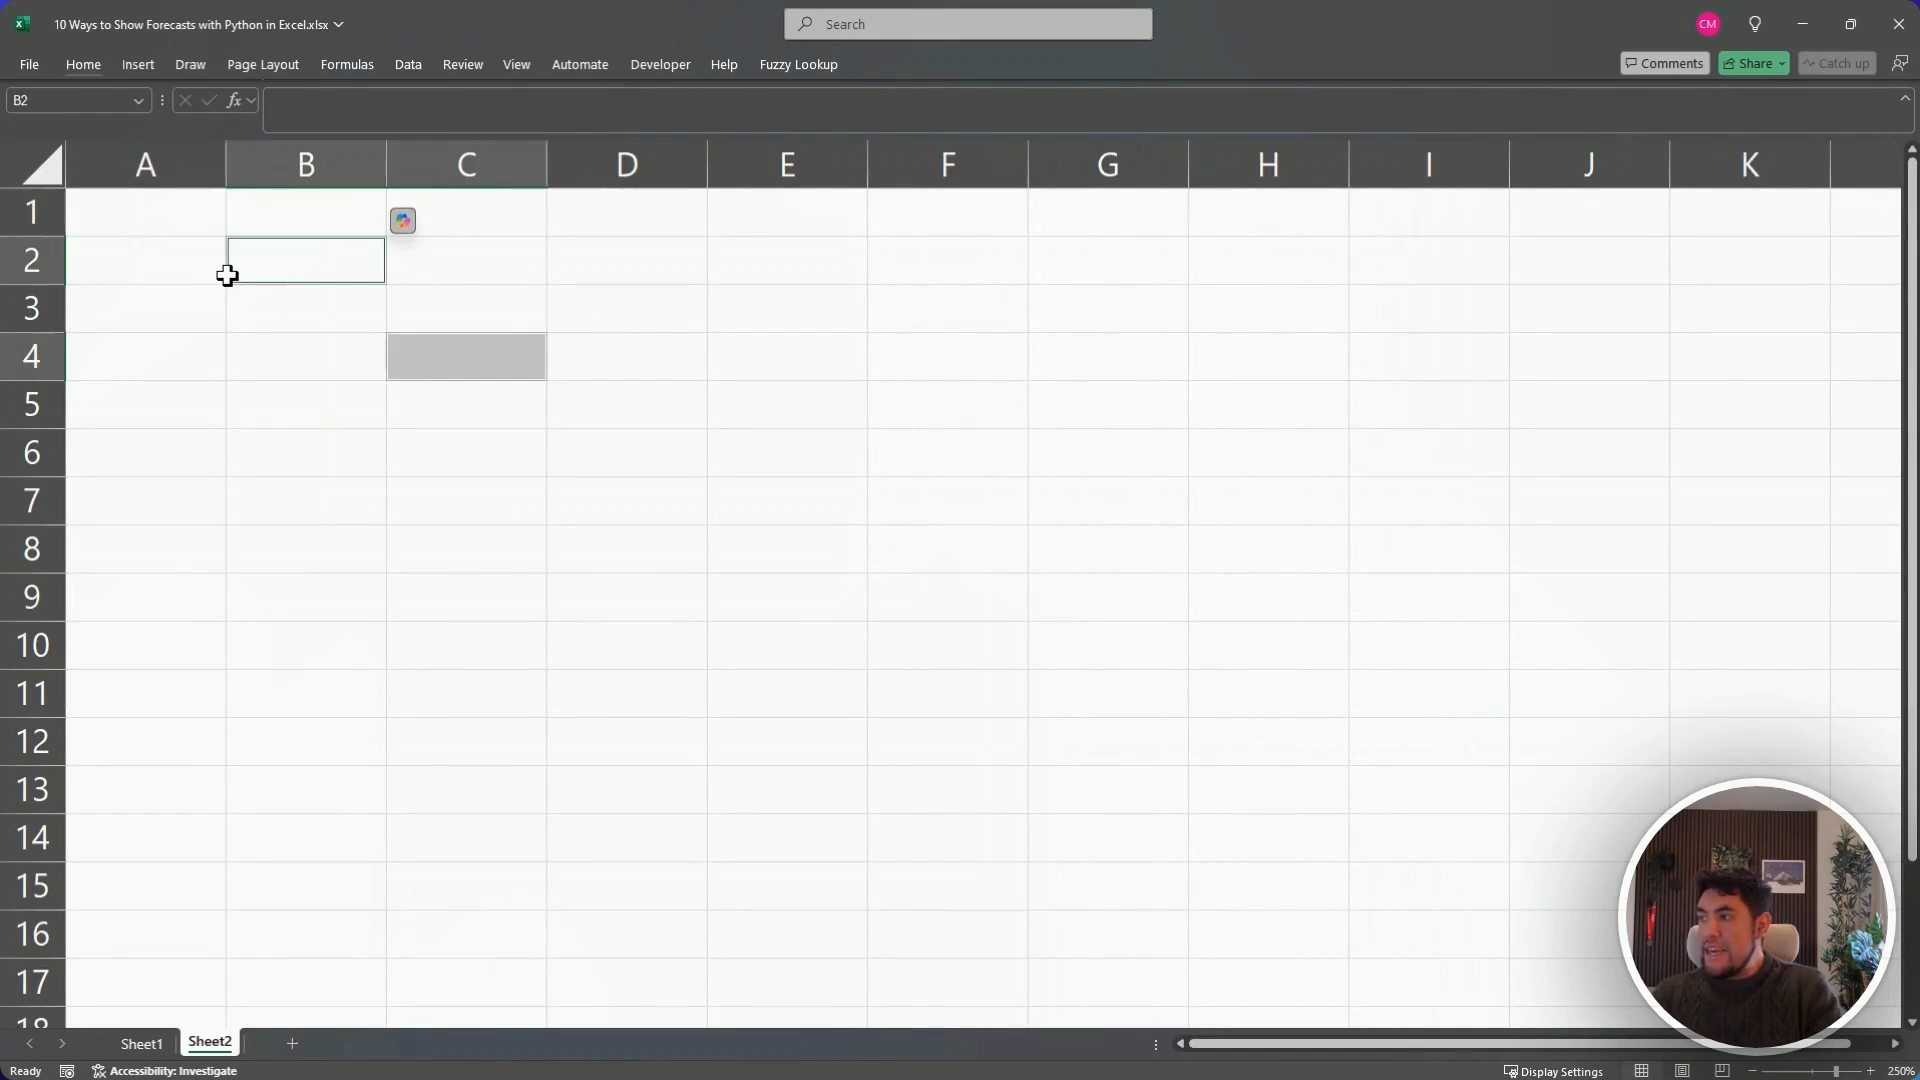 10 Ways to Show Forecasts with Python in Excel.xlsx
Search
CM
File Home Insert Draw Page Layout Formulas Data Review View Automate Developer Help Fuzzy Lookup
Comments Share Catch up
B2 fx
A B C D E F G H I J K
1
2
3
4
5
6
7
8
9
10
11
12
13
14
15
16
17
18
Sheet1 Sheet2
Ready Accessibility: Investigate Display Settings 250%